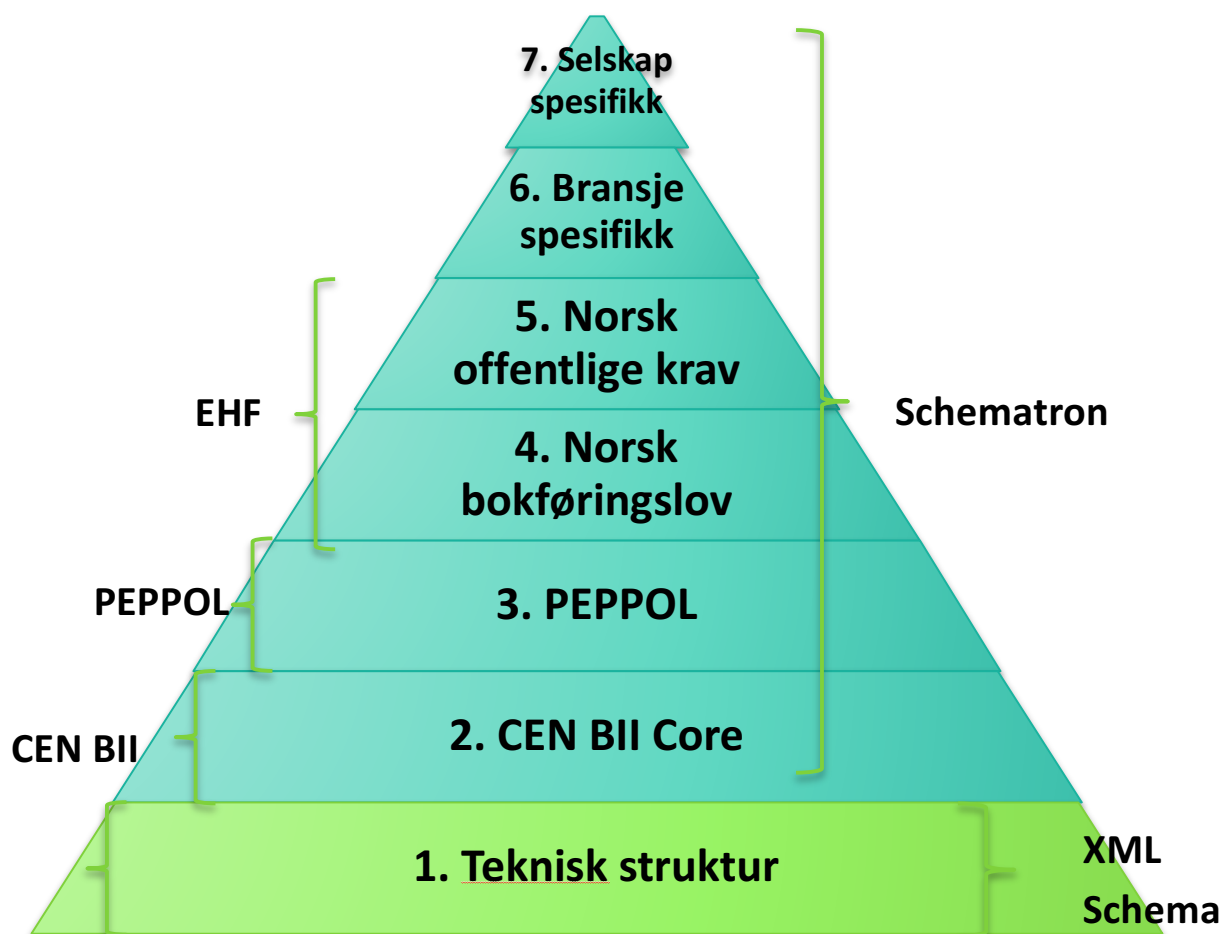 7. Selskap
spesifikk
6. Bransje
spesifikk
5. Norsk
offentlige krav
EHF
Schematron
4. Norsk
bokføringslov
PEPPOL
3. PEPPOL
CEN BII
2. CEN BII Core
1. Teknisk struktur
XML
Schema